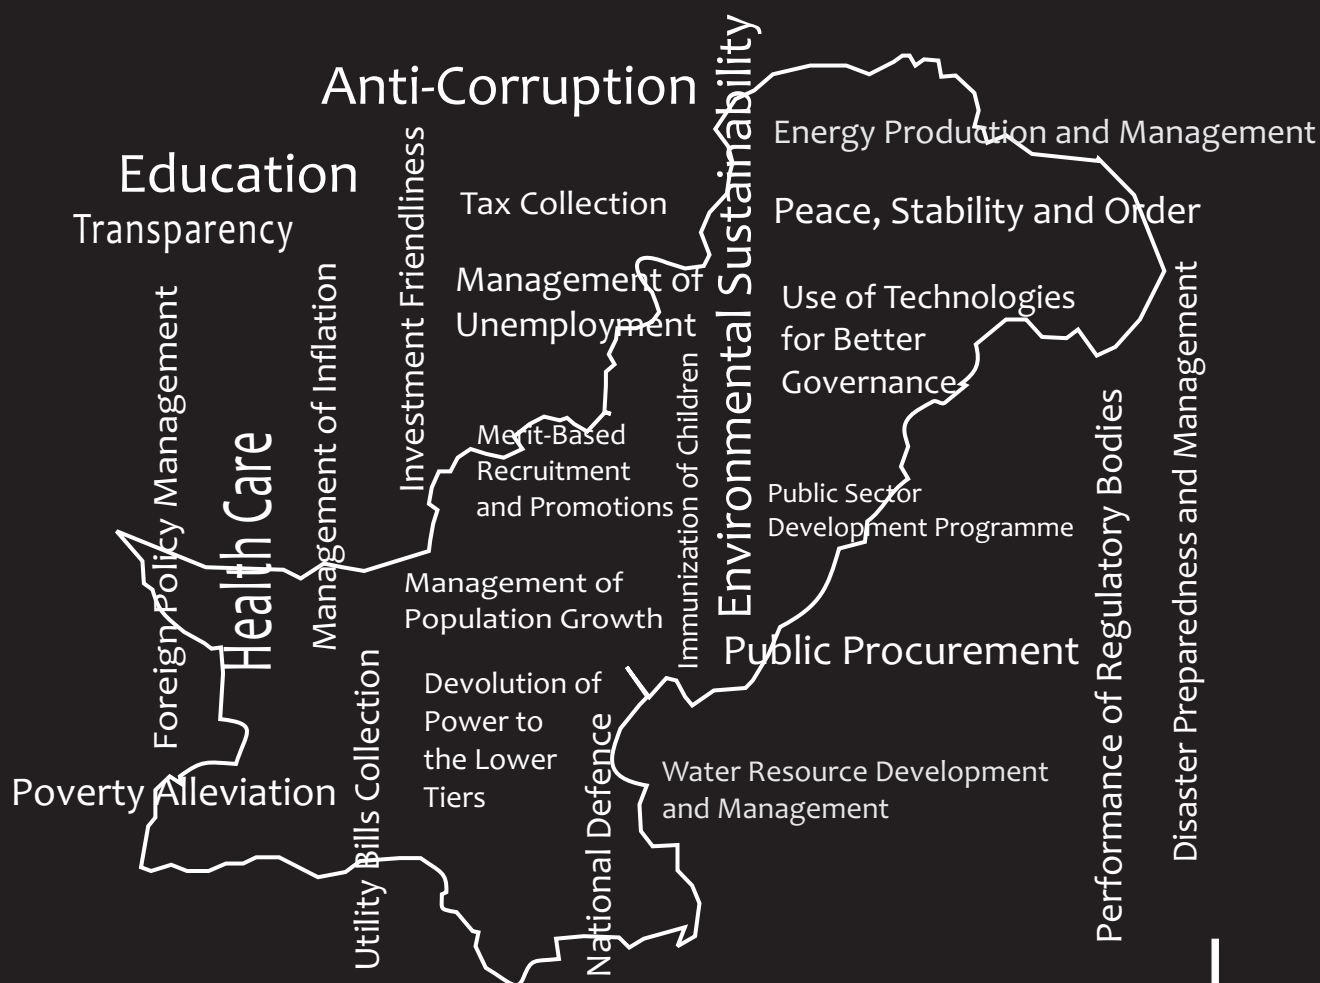 Anti-Corruption
Education
Transparency
Investment Friendliness
Tax Collection
Environmental Sustainability
Energy Production and Management
Peace, Stability and Order
Management of
Unemployment
Use of Technologies
for Better
Governance
Foreign Policy Management
Health Care
Management of Inflation
Merit-Based
Recruitment
and Promotions
Immunization of Children
Public Sector
Development Programme
Performance of Regulatory Bodies
Disaster Preparedness and Management
Management of
Population Growth
Public Procurement
Utility Bills Collection
Devolution of
Power to
the Lower
Tiers
National Defence
Water Resource Development
and Management
Poverty Alleviation